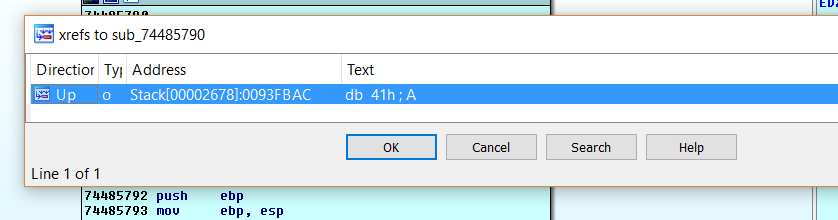 74485790
xrefs to sub_74485790
Direction Typ Address Text
Up o Stack[00002678]:0093FBAC db 41h ; A
OK Cancel Search Help
Line 1 of 1
74485792 push ebp
74485793 mov ebp, esp